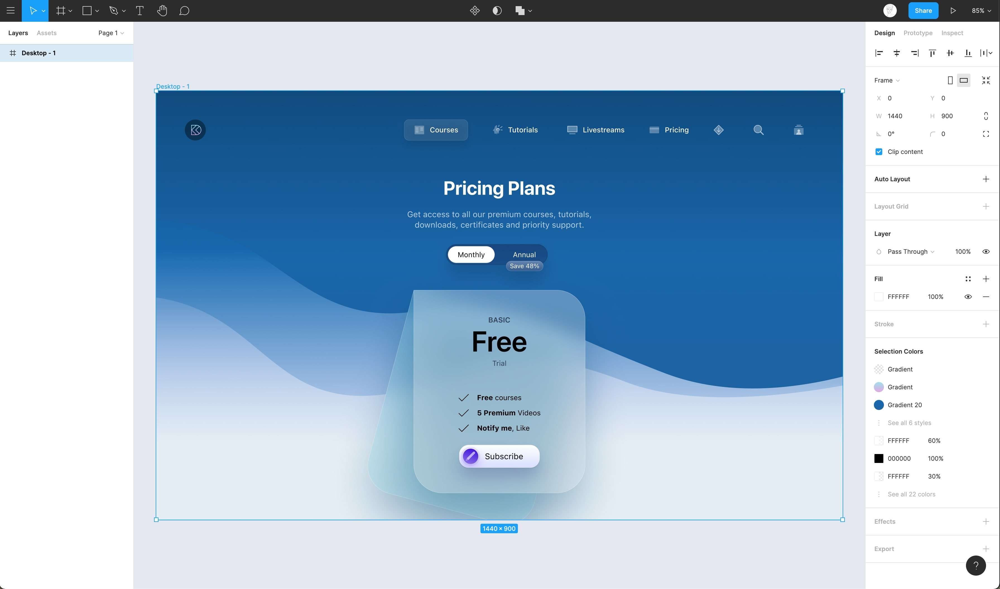 Share
85%
Layers
Assets
Page 1
Desktop - 1
Desktop - 1
Courses
Tutorials
Livestreams
Pricing
Pricing Plans
Get access to all our premium courses, tutorials,
downloads, certificates and priority support.
Monthly
Annual
Save 48%
BASIC
Free
Trial
Free courses
5 Premium Videos
Notify me, Like
Subscribe
1440 × 900
Design
Prototype
Inspect
Frame
X 0
Y 0
W 1440
H 900
0°
0
Clip content
Auto Layout
Layout Grid
Layer
Pass Through
100%
Fill
FFFFFF 100%
Stroke
Selection Colors
Gradient
Gradient
Gradient 20
See all 6 styles
FFFFFF 60%
000000 100%
FFFFFF 30%
See all 22 colors
Effects
Export
?